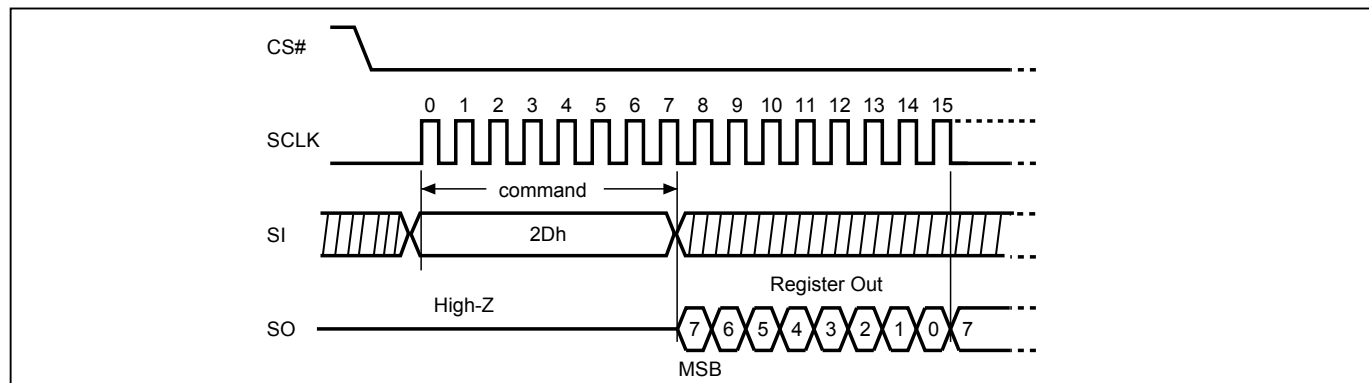 CS#
0 1 2 3 4 5 6 7 8 9 10 11 12 13 14 15
SCLK
command
SI
2Dh
Register Out
High-Z
SO
7 6 5 4 3 2 1 0 7
MSB